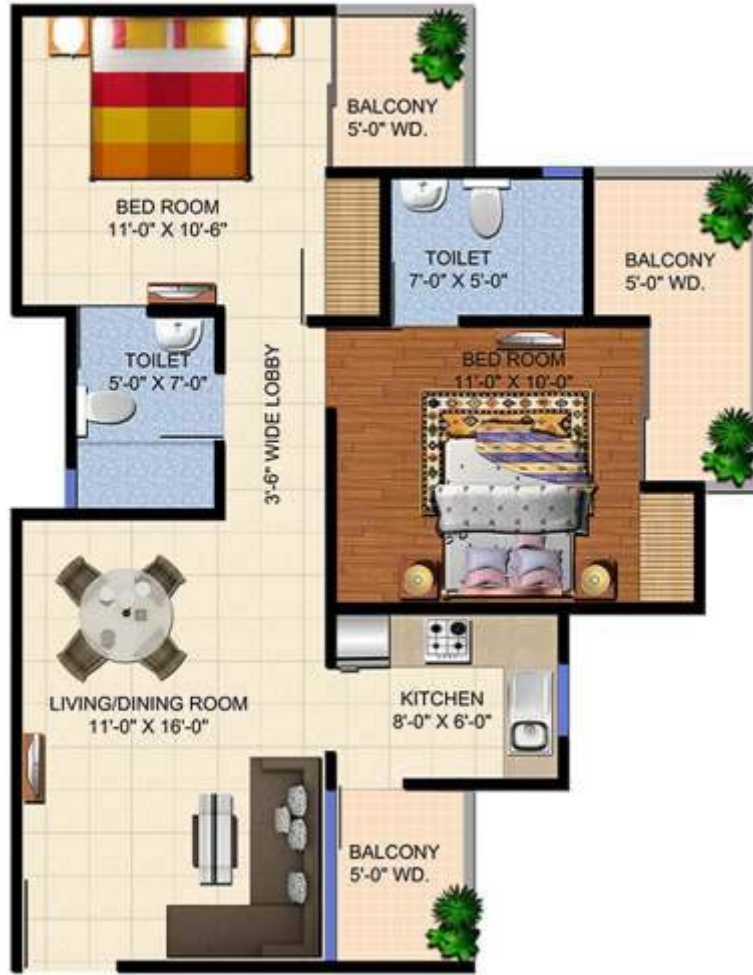 BALCONY
5'-0" WD.
BED ROOM
11'-0" X 10'-6"
TOILET
7'-0" X 5'-0"
BALCONY
5'-0" WD.
TOILET
5'-0" X 7'-0"
BED ROOM
11'-0" X 10'-0"
3'-6" WIDE LOBBY
LIVING/DINING ROOM
11'-0" X 16'-0"
KITCHEN
8'-0" X 6'-0"
BALCONY
5'-0" WD.